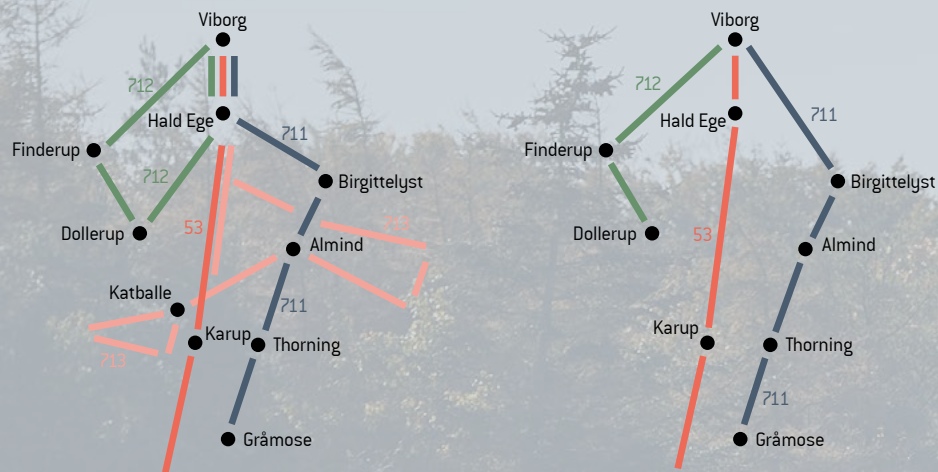 Viborg
712
Hald Ege
711
Finderup
712
Birgittelyst
Dollerup
53
713
Almind
Katballe
711
Karup
Thorning
713
Gråmose
Viborg
712
Hald Ege
711
Finderup
Birgittelyst
Dollerup
53
Almind
Karup
Thorning
711
Gråmose